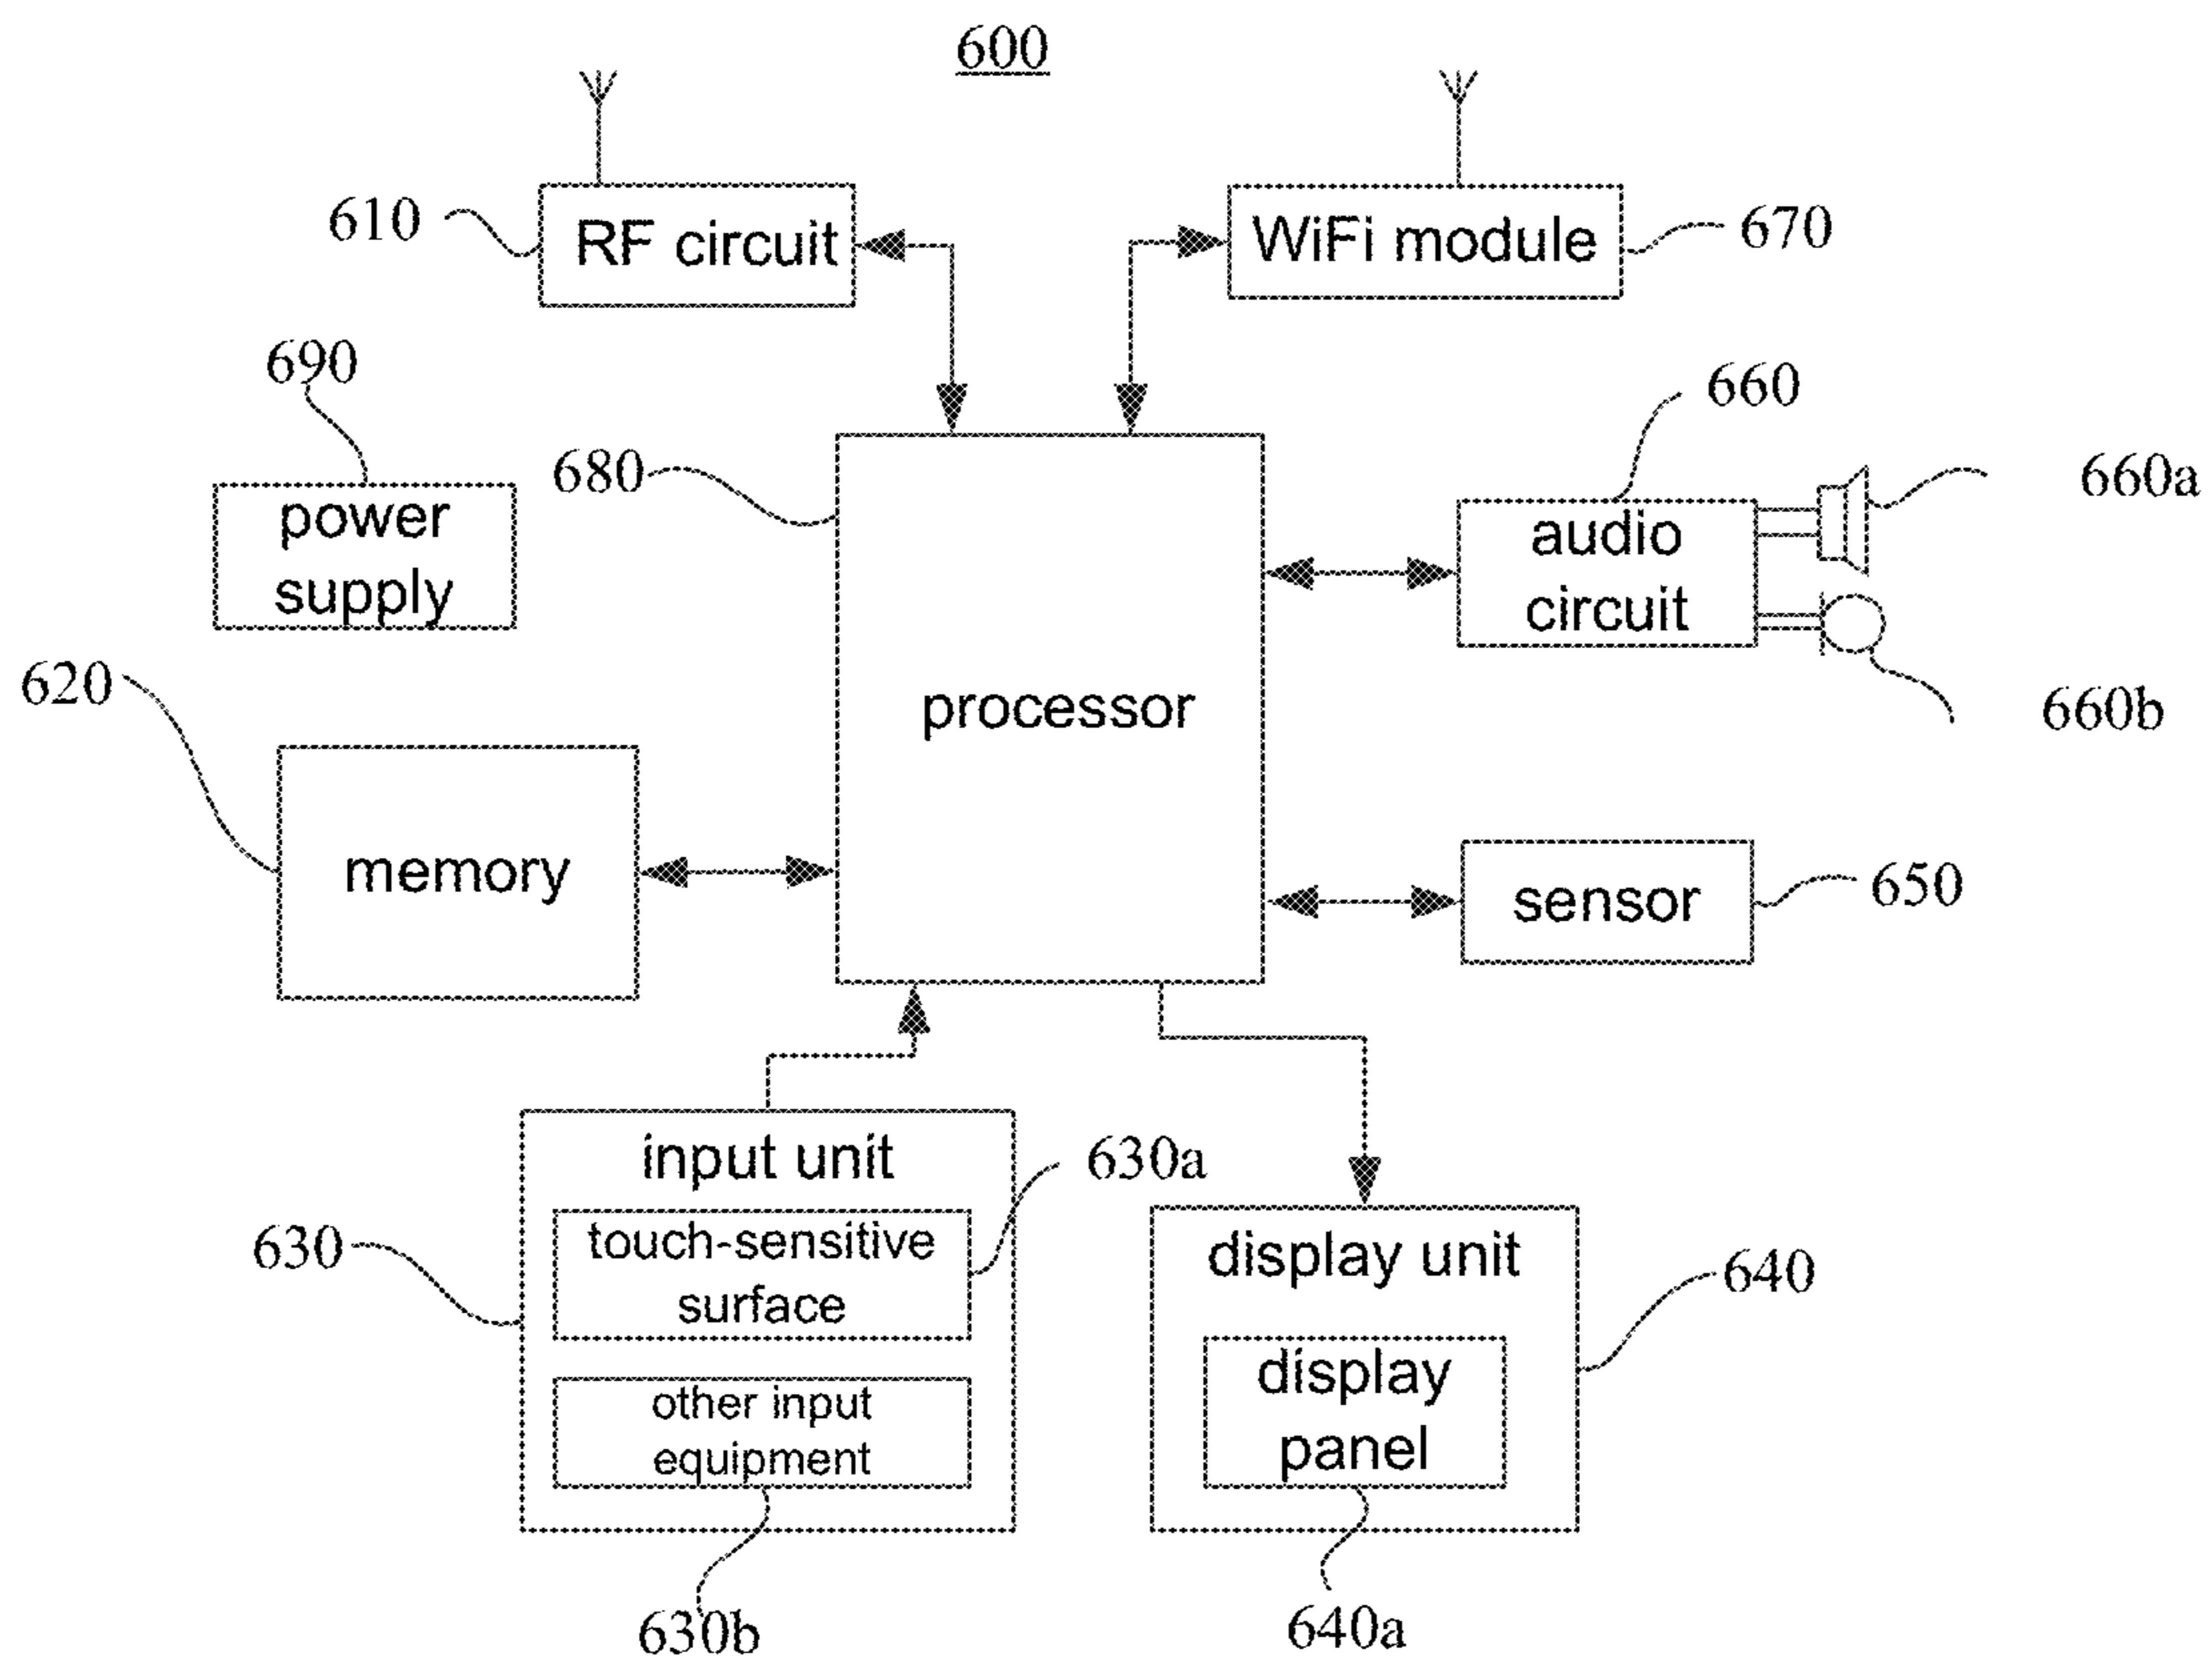 600
610
RF circuit
WiFi module
670
690
660
680
660a
power
supply
audio
circuit
620
660b
processor
memory
sensor
650
input unit
630a
630
touch-sensitive
surface
display unit
640
other input
equipment
display
panel
630b
640a